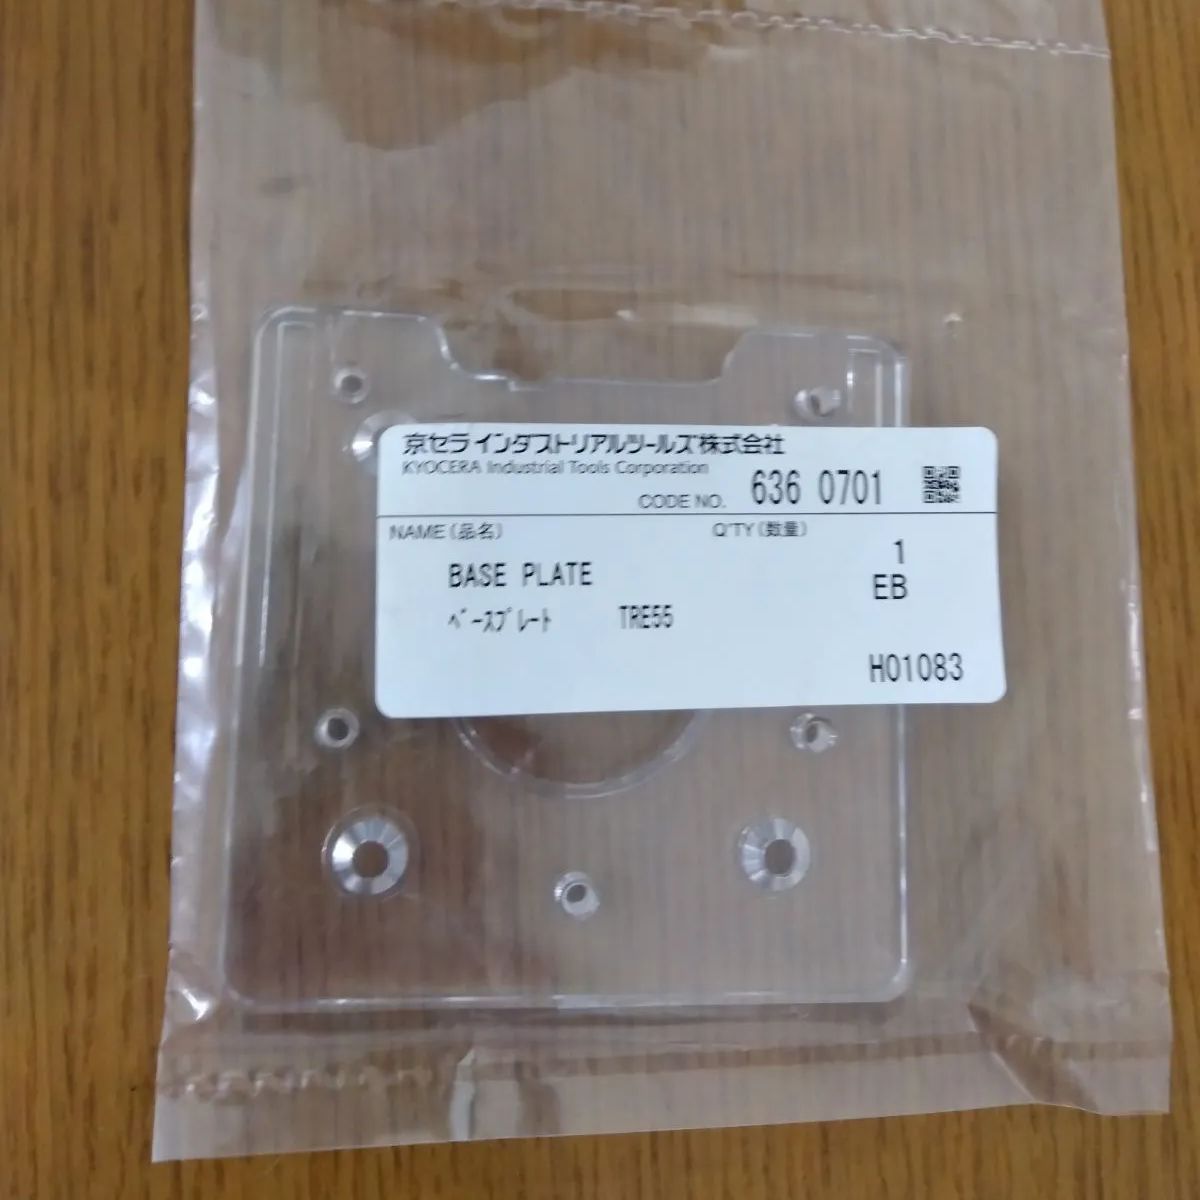 京セラ インダストリアルツールズ株式会社
KYOCERA Industrial Tools Corporation
CODE NO. 636 0701
NAME(品名) Q'TY(数量)
1
BASE PLATE EB
ﾍﾞｰｽﾌﾟﾚｰﾄ TRE55
H01083